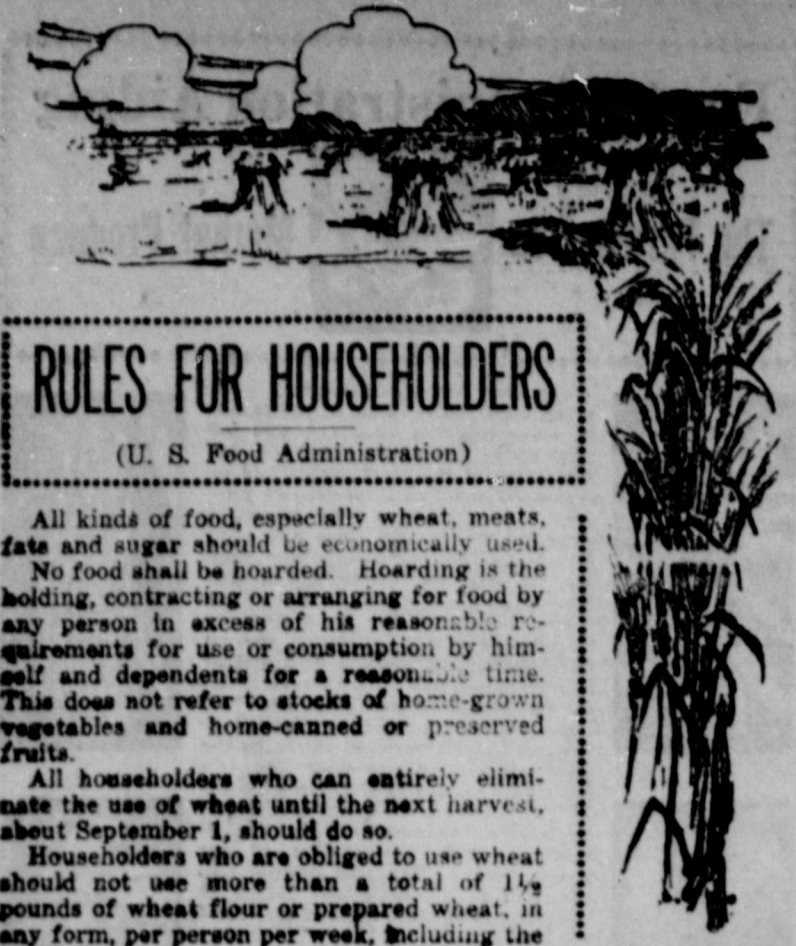 RULES FOR HOUSEHOLDERS
(U. S. Food Administration)
All kinds of food, especially wheat, meats,
fats and sugar should be economically used.
No food shall be hoarded. Hoarding is the
holding, contracting or arranging for food by
any person in excess of his reasonable re-
quirements for use or consumption by him-
self and dependents for a reasonable time.
This does not refer to stocks of home-grown
vegetables and home-canned or preserved
fruits.
All householders who can entirely elimi-
nate the use of wheat until the next harvest,
about September 1, should do so.
Householders who are obliged to use wheat
should not use more than a total of 1½
pounds of wheat flour or prepared wheat, in
any form, per person per week, including the